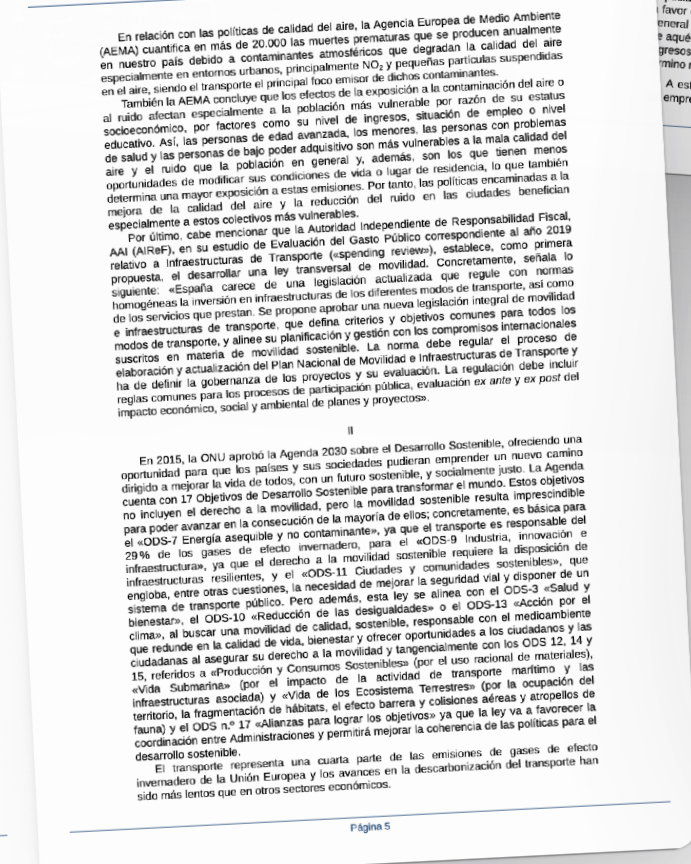 En relación con las políticas de calidad del aire, la Agencia Europea de Medio Ambiente
(AEMA) cuantifica en más de 20.000 las muertes prematuras que se producen anualmente
en nuestro país debido a contaminantes atmosféricos que degradan la calidad del aire
especialmente en entornos urbanos, principalmente NO₂ y pequeñas partículas suspendidas
en el aire, siendo el transporte el principal foco emisor de dichos contaminantes.
También la AEMA concluye que los efectos de la exposición a la contaminación del aire o
al ruido afectan especialmente a la población más vulnerable por razón de su estatus
socioeconómico, por factores como su nivel de ingresos, situación de empleo o nivel
educativo. Así, las personas de edad avanzada, los menores, las personas con problemas
de salud y las personas de bajo poder adquisitivo son más vulnerables a la mala calidad del
aire y el ruido que la población en general y, además, son los que tienen menos
oportunidades de modificar sus condiciones de vida o lugar de residencia, lo que también
determina una mayor exposición a estas emisiones. Por tanto, las políticas encaminadas a la
mejora de la calidad del aire y la reducción del ruido en las ciudades benefician
especialmente a estos colectivos más vulnerables.
Por último, cabe mencionar que la Autoridad Independiente de Responsabilidad Fiscal,
AAI (AIReF), en su estudio de Evaluación del Gasto Público correspondiente al año 2019
relativo a Infraestructuras de Transporte («spending review»), establece, como primera
propuesta, el desarrollar una ley transversal de movilidad. Concretamente, señala lo
siguiente: «España carece de una legislación actualizada que regule con normas
homogéneas la inversión en infraestructuras de los diferentes modos de transporte, así como
de los servicios que prestan. Se propone aprobar una nueva legislación integral de movilidad
e infraestructuras de transporte, que defina criterios y objetivos comunes para todos los
modos de transporte, y alinee su planificación y gestión con los compromisos internacionales
suscritos en materia de movilidad sostenible. La norma debe regular el proceso de
elaboración y actualización del Plan Nacional de Movilidad e Infraestructuras de Transporte y
ha de definir la gobernanza de los proyectos y su evaluación. La regulación debe incluir
reglas comunes para los procesos de participación pública, evaluación ex ante y ex post del
impacto económico, social y ambiental de planes y proyectos».
II
En 2015, la ONU aprobó la Agenda 2030 sobre el Desarrollo Sostenible, ofreciendo una
oportunidad para que los países y sus sociedades pudieran emprender un nuevo camino
dirigido a mejorar la vida de todos, con un futuro sostenible, y socialmente justo. La Agenda
cuenta con 17 Objetivos de Desarrollo Sostenible para transformar el mundo. Estos objetivos
no incluyen el derecho a la movilidad, pero la movilidad sostenible resulta imprescindible
para poder avanzar en la consecución de la mayoría de ellos; concretamente, es básica para
el «ODS-7 Energía asequible y no contaminante», ya que el transporte es responsable del
29 % de los gases de efecto invernadero, para el «ODS-9 Industria, innovación e
infraestructura», ya que el derecho a la movilidad sostenible requiere la disposición de
infraestructuras resilientes, y el «ODS-11 Ciudades y comunidades sostenibles», que
engloba, entre otras cuestiones, la necesidad de mejorar la seguridad vial y disponer de un
sistema de transporte público. Pero además, esta ley se alinea con el ODS-3 «Salud y
bienestar», el ODS-10 «Reducción de las desigualdades» o el ODS-13 «Acción por el
clima», al buscar una movilidad de calidad, sostenible, responsable con el medioambiente
que redunde en la calidad de vida, bienestar y ofrecer oportunidades a los ciudadanos y las
ciudadanas al asegurar su derecho a la movilidad y tangencialmente con los ODS 12, 14 y
15, referidos a «Producción y Consumos Sostenibles» (por el uso racional de materiales),
«Vida Submarina» (por el impacto de la actividad de transporte marítimo y las
infraestructuras asociada) y «Vida de los Ecosistema Terrestres» (por la ocupación del
territorio, la fragmentación de hábitats, el efecto barrera y colisiones aéreas y atropellos de
fauna) y el ODS n.º 17 «Alianzas para lograr los objetivos» ya que la ley va a favorecer la
coordinación entre Administraciones y permitirá mejorar la coherencia de las políticas para el
desarrollo sostenible.
El transporte representa una cuarta parte de las emisiones de gases de efecto
invernadero de la Unión Europea y los avances en la descarbonización del transporte han
sido más lentos que en otros sectores económicos.
Página 5
favor
A est